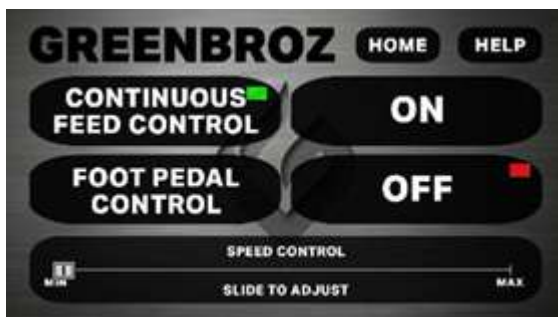 GREENBROZ HOME HELP
CONTINUOUS
FEED CONTROL
ON
FOOT PEDAL
CONTROL
OFF
SPEED CONTROL
MIN
MAX
SLIDE TO ADJUST